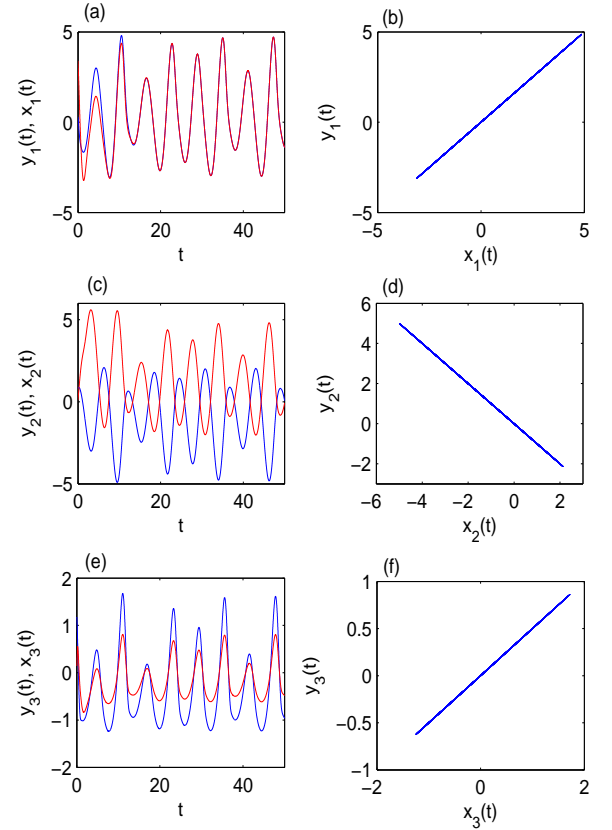 (a)
(b)
5
0
−5
0
20
40
y1(t), x1(t)
t
5
0
−5
−5
0
5
y1(t)
x1(t)
(c)
(d)
5
0
−5
0
20
40
y2(t), x2(t)
t
6
4
2
0
−2
−6
−4
−2
0
2
y2(t)
x2(t)
(e)
(f)
2
1
0
−1
−2
0
20
40
y3(t), x3(t)
t
1
0.5
0
−0.5
−1
−2
0
2
y3(t)
x3(t)